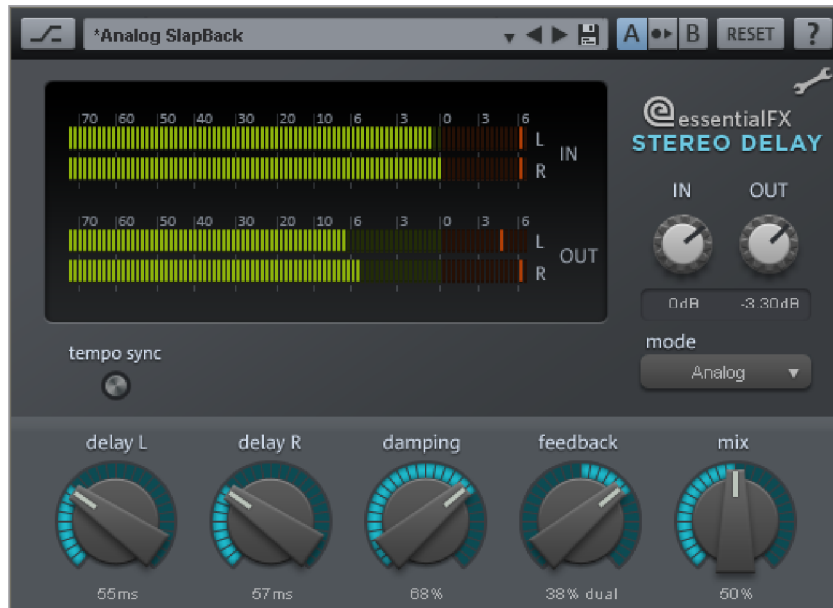 *Analog SlapBack
A
B
RESET
?
70 60 50 40 30 20 10 6 3 0 3 6
L
R
IN
70 60 50 40 30 20 10 6 3 0 3 6
L
R
OUT
essentialFX
STEREO DELAY
IN OUT
0dB -3.30dB
mode
Analog
tempo sync
delay L delay R damping feedback mix
55ms 57ms 68% 38% dual 50%